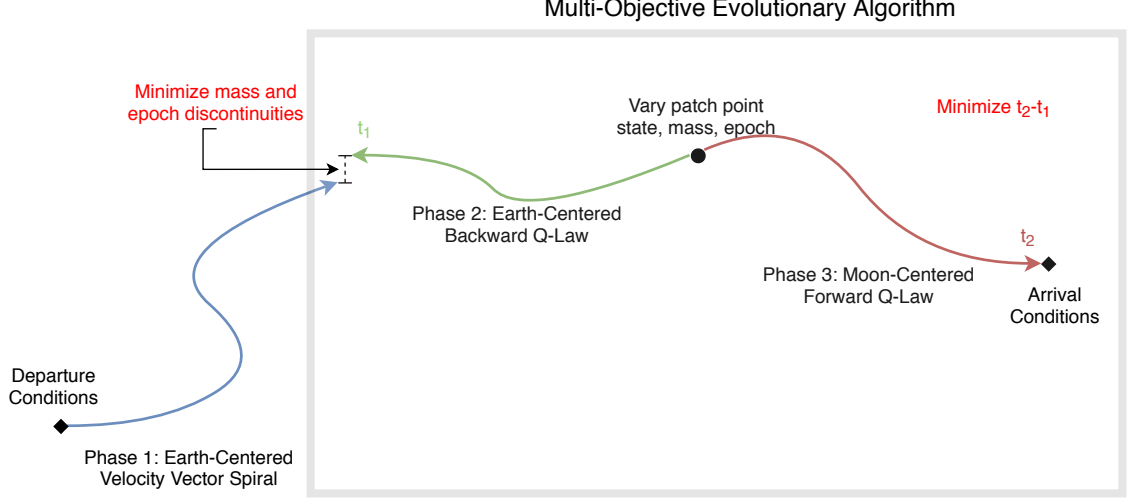 Multi-Objective Evolutionary Algorithm
Minimize mass and
epoch discontinuities
t1
Vary patch point
state, mass, epoch
Minimize t2-t1
Phase 2: Earth-Centered
Backward Q-Law
t2
Phase 3: Moon-Centered
Forward Q-Law
Arrival
Conditions
Departure
Conditions
Phase 1: Earth-Centered
Velocity Vector Spiral